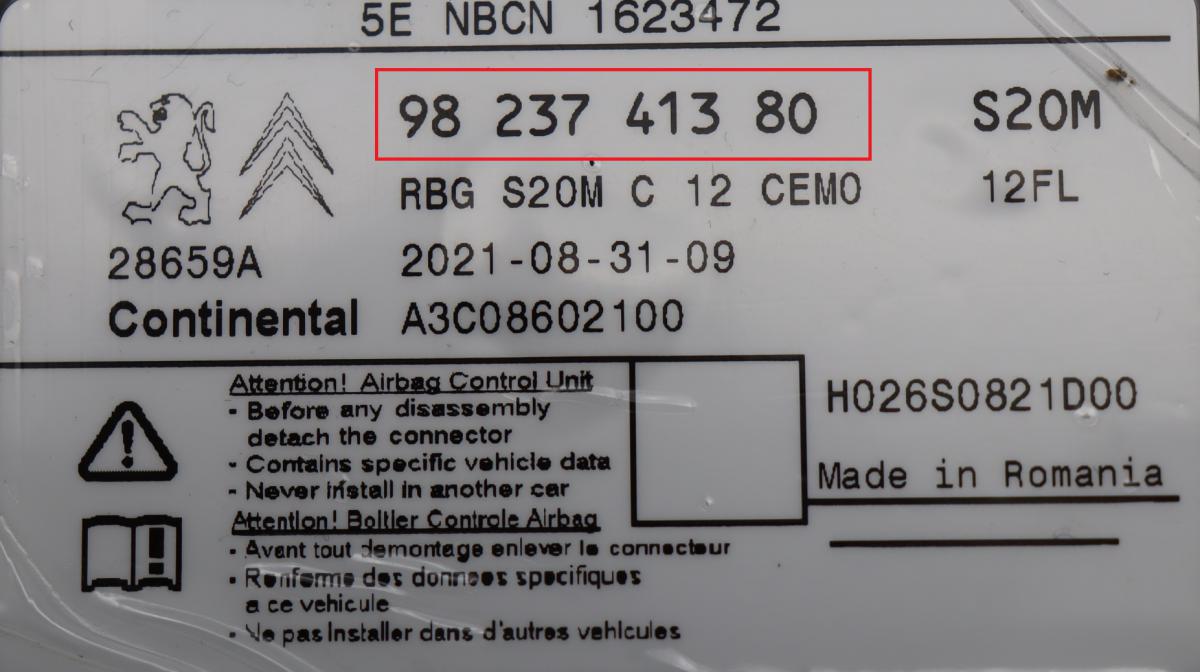 5E NBCN 1623472
98 237 413 80
S20M
RBG S20M C 12 CEMO
12FL
28659A
2021-08-31-09
Continental
A3C08602100
Attention! Airbag Control Unit
- Before any disassembly
detach the connector
- Contains specific vehicle data
- Never install in another car
Attention! Boitier Controle Airbag
- Avant tout demontage enlever le connecteur
- Renferme des donnees specifiques
a ce vehicule
- Ne pas installer dans d'autres vehicules
H026S0821D00
Made in Romania